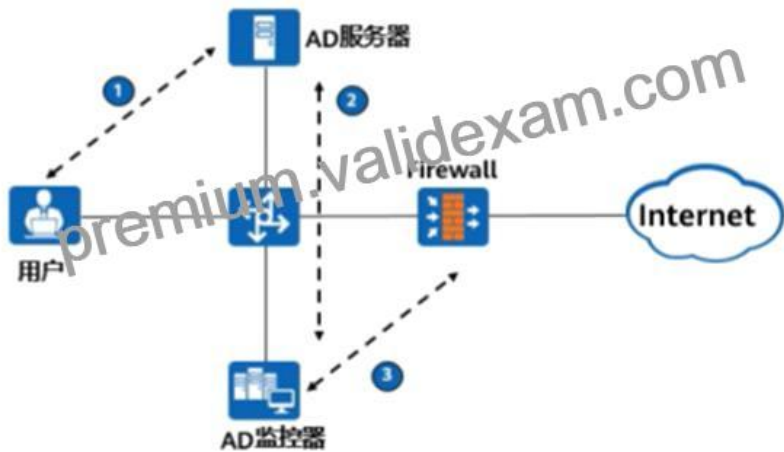 AD服务器
1
2
premium.validexam.com
Firewall
Internet
用户
3
AD监控器